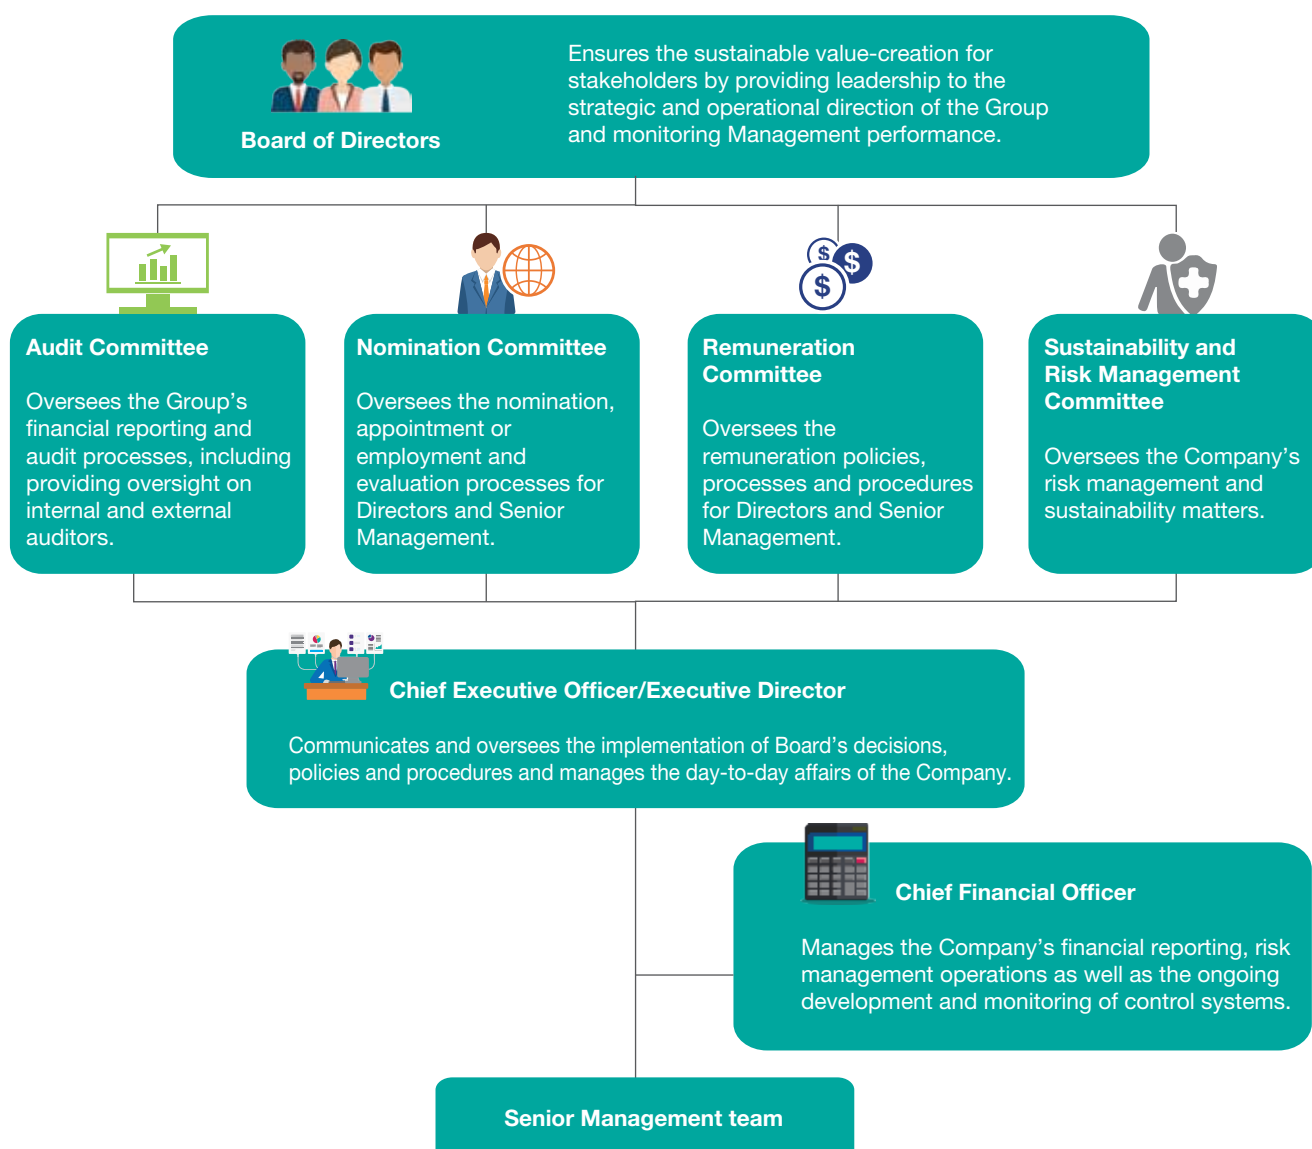 Board of Directors
Ensures the sustainable value-creation for
stakeholders by providing leadership to the
strategic and operational direction of the Group
and monitoring Management performance.
$
$
$
Audit Committee
Oversees the Group's
financial reporting and
audit processes, including
providing oversight on
internal and external
auditors.
Nomination Committee
Oversees the nomination,
appointment or
employment and
evaluation processes for
Directors and Senior
Management.
Remuneration
Committee
Oversees the
remuneration policies,
processes and procedures
for Directors and Senior
Management.
Sustainability and
Risk Management
Committee
Oversees the Company's
risk management and
sustainability matters.
Chief Executive Officer/Executive Director
Communicates and oversees the implementation of Board's decisions,
policies and procedures and manages the day-to-day affairs of the Company.
Chief Financial Officer
Manages the Company's financial reporting, risk
management operations as well as the ongoing
development and monitoring of control systems.
Senior Management team